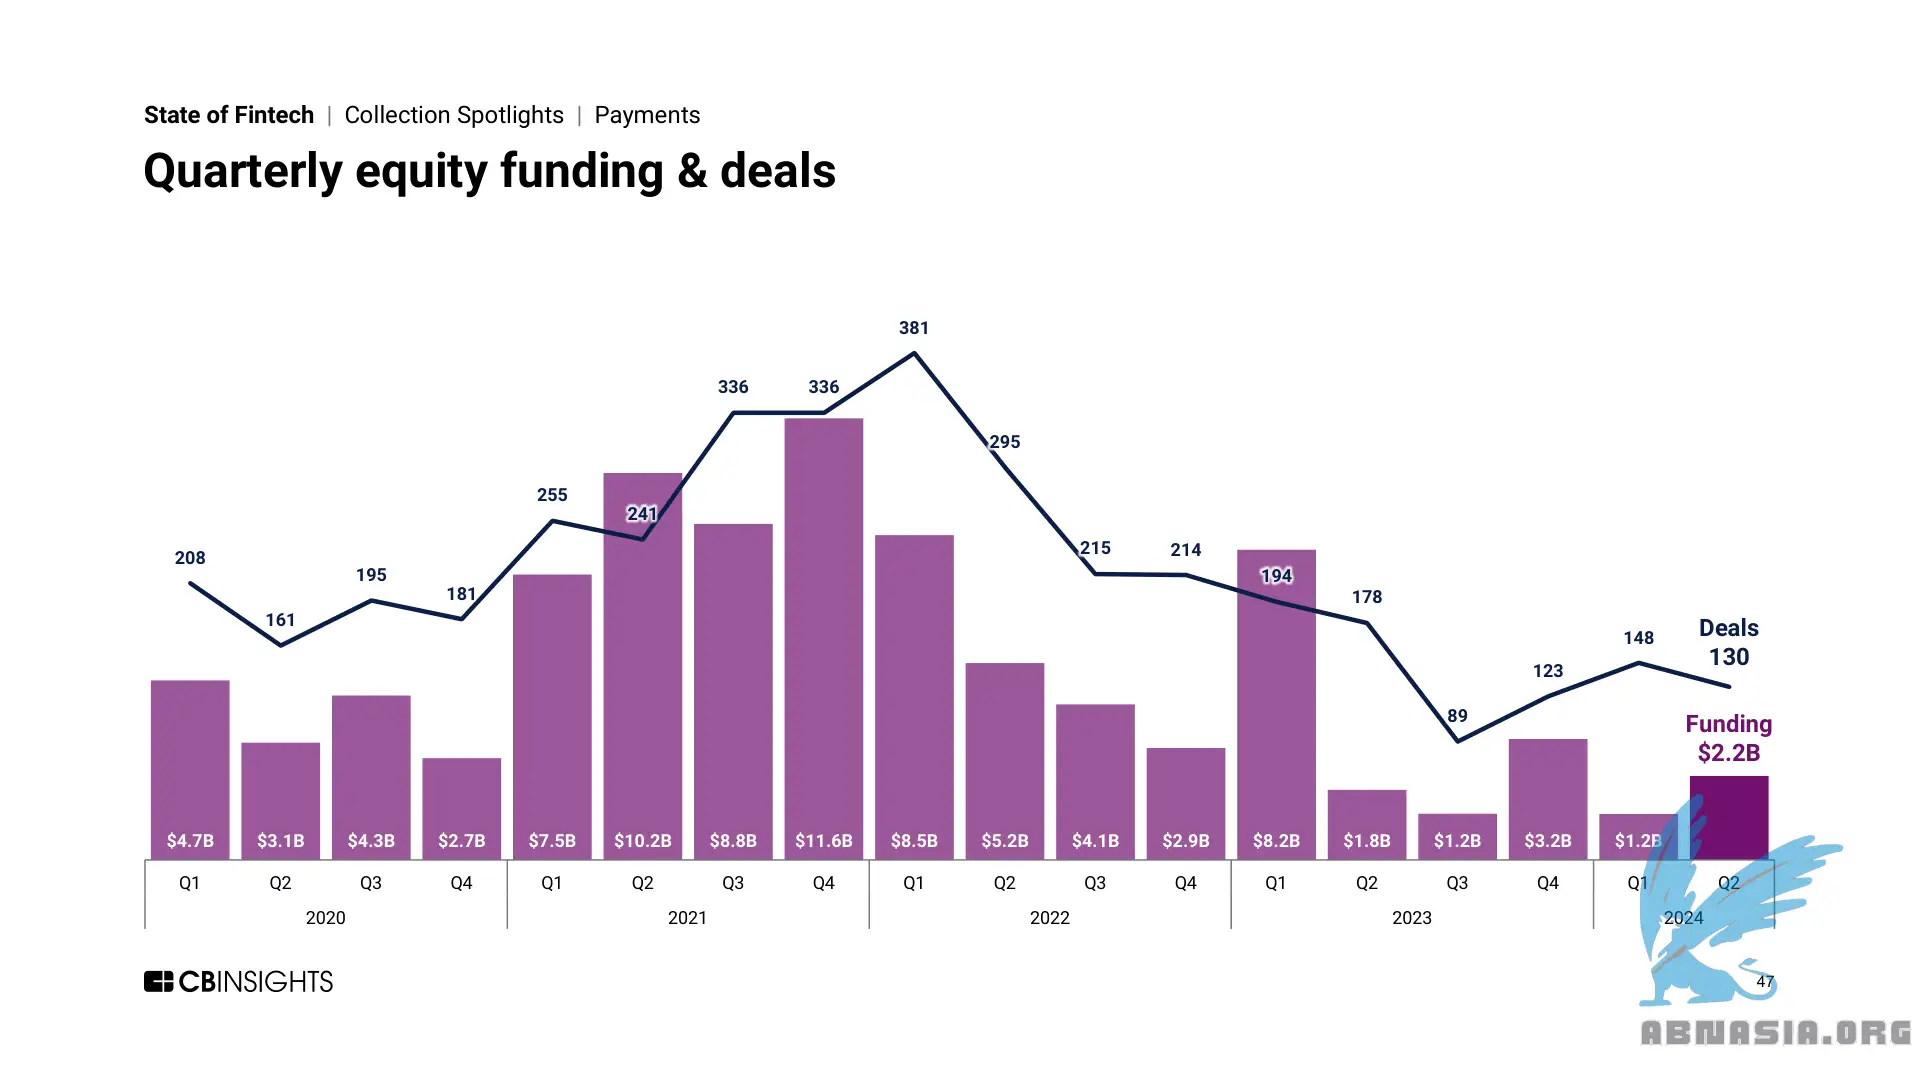 State of Fintech | Collection Spotlights | Payments
Quarterly equity funding & deals
381
336 336
295
255
241
208
195
181
161
215 214
194
178
148
123
89
Deals
130
Funding
$2.2B
$4.7B $3.1B $4.3B $2.7B $7.5B $10.2B $8.8B $11.6B $8.5B $5.2B $4.1B $2.9B $8.2B $1.8B $1.2B $3.2B $1.2B
Q1 Q2 Q3 Q4 Q1 Q2 Q3 Q4 Q1 Q2 Q3 Q4 Q1 Q2 Q3 Q4 Q1 Q2
2020 2021 2022 2023 2024
CBINSIGHTS
47
ABNASIA.ORG